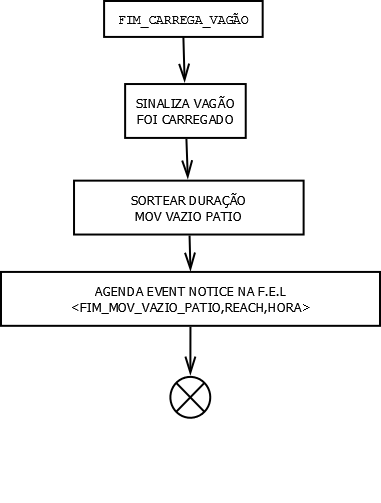 FIM_CARREGA_VAGÃO
SINALIZA VAGÃO
FOI CARREGADO
SORTEAR DURAÇÃO
MOV VAZIO PATIO
AGENDA EVENT NOTICE NA F.E.L
<FIM_MOV_VAZIO_PATIO,REACH,HORA>